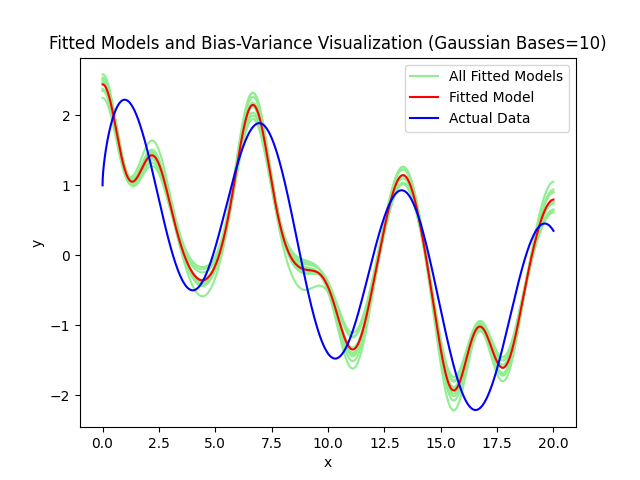 Fitted Models and Bias-Variance Visualization (Gaussian Bases=10)
All Fitted Models
Fitted Model
Actual Data
2
1
0
−1
−2
y
0.0 2.5 5.0 7.5 10.0 12.5 15.0 17.5 20.0
x